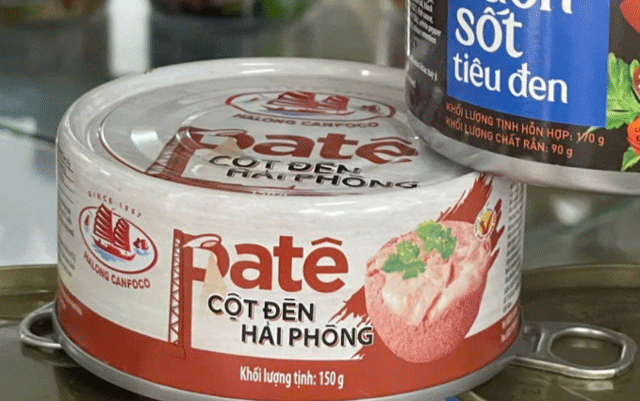 sốt
tiêu đen
KHỐI LƯỢNG TỊNH HỖN HỢP: 170 g
KHỐI LƯỢNG CHẤT RẮN: 90 g
HALONG CANFOCO
Patê
CỘT ĐÈN
HẢI PHÒNG
SINCE 1957
HALONG CANFOCO
Patê
CỘT ĐÈN
HẢI PHÒNG
Khối lượng tịnh: 150 g